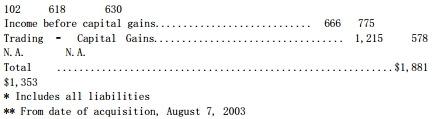 102 618 630
Income before capital gains............................ 666 775
Trading - Capital Gains.................................. 1,215 578
N.A. N.A.
Total ............................................................$1,881
$1,353
* Includes all liabilities
** From date of acquisition, August 7, 2003